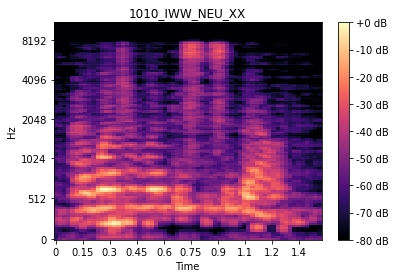 1010_IWW_NEU_XX
8192
4096
2048
1024
512
0
Hz
0 0.15 0.3 0.45 0.6 0.75 0.9 1.1 1.2 1.4
Time
+0 dB
-10 dB
-20 dB
-30 dB
-40 dB
-50 dB
-60 dB
-70 dB
-80 dB